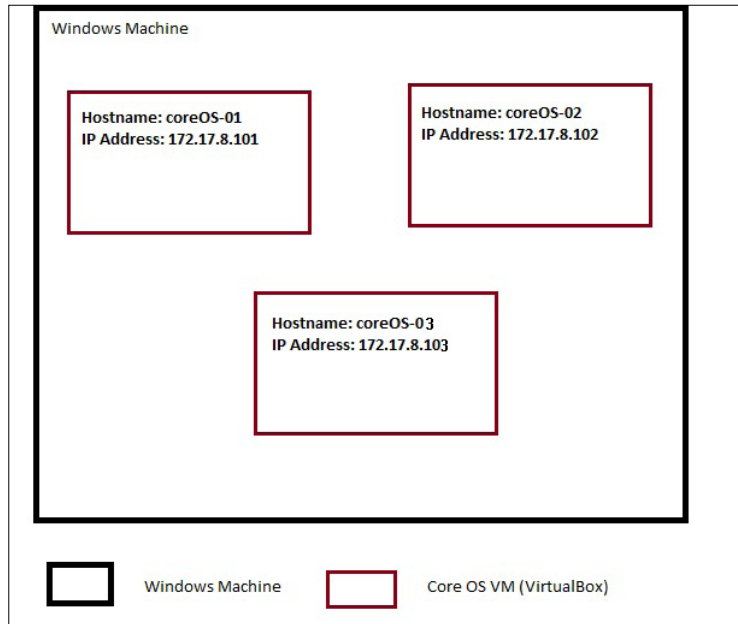 Windows Machine
Hostname: coreOS-01
IP Address: 172.17.8.101
Hostname: coreOS-02
IP Address: 172.17.8.102
Hostname: coreOS-03
IP Address: 172.17.8.103
Windows Machine
Core OS VM (VirtualBox)